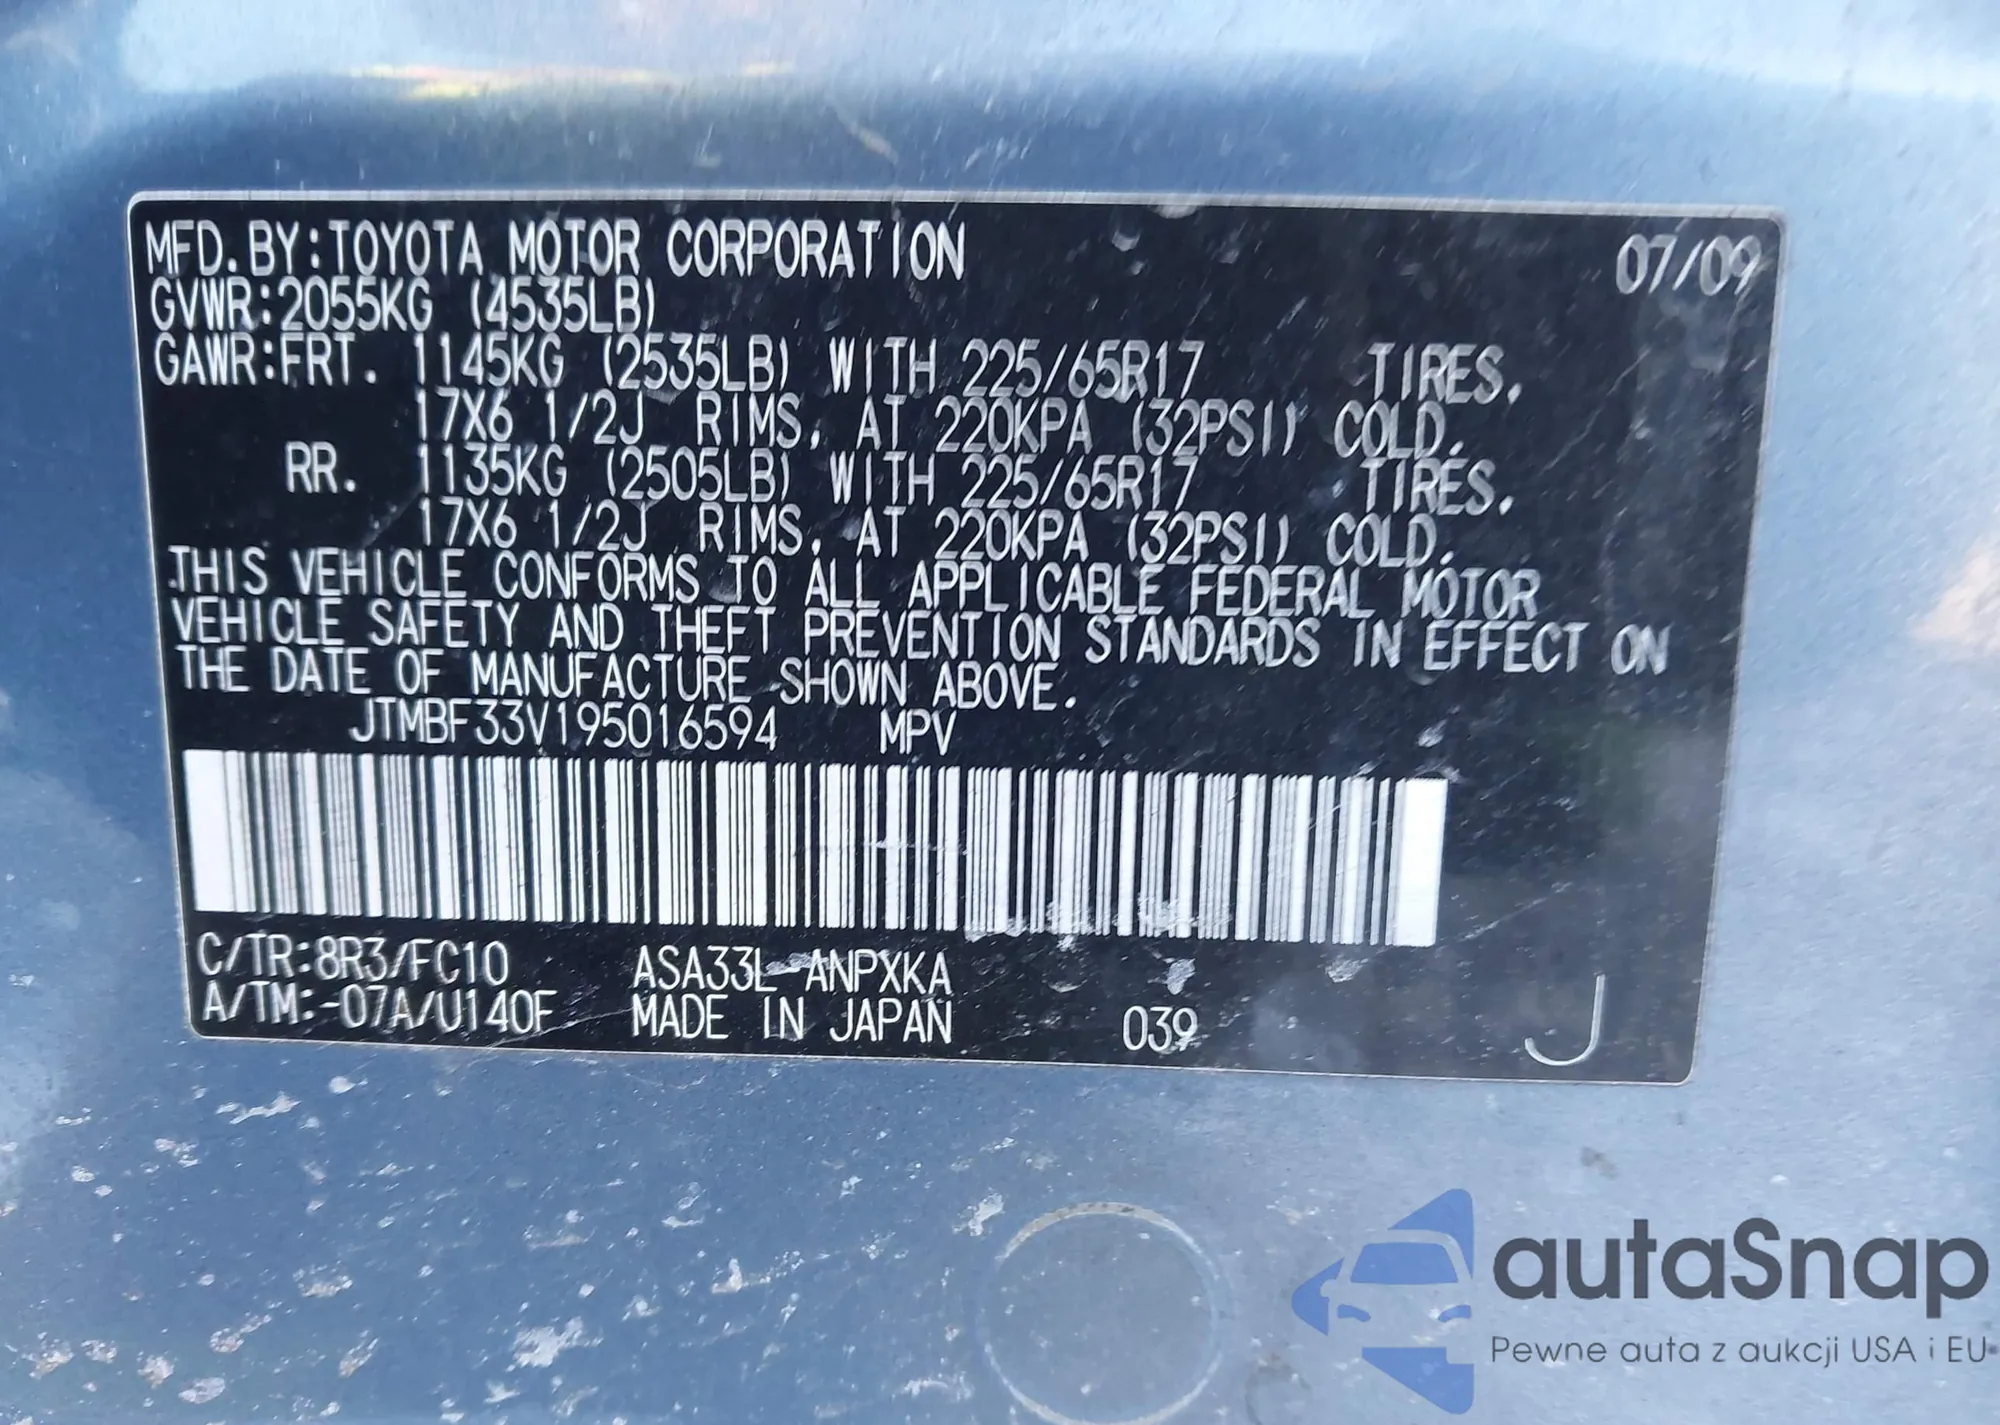 MFD. BY: TOYOTA MOTOR CORPORATION 07/09
GVWR: 2055KG (4535LB)
GAWR: FRT. 1145KG (2535LB) WITH 225/65R17 TIRES,
17X6 1/2J RIMS, AT 220KPA (32PSI) COLD.
RR. 1135KG (2505LB) WITH 225/65R17 TIRES,
17X6 1/2J RIMS, AT 220KPA (32PSI) COLD.
THIS VEHICLE CONFORMS TO ALL APPLICABLE FEDERAL MOTOR
VEHICLE SAFETY AND THEFT PREVENTION STANDARDS IN EFFECT ON
THE DATE OF MANUFACTURE SHOWN ABOVE.
JTMBF33V195016594 MPV
C/TR:8R3/FC10 ASA33L-ANPXKA
A/TM:-07A/U140F MADE IN JAPAN 039 J
autaSnap
Pewne auta z aukcji USA i EU